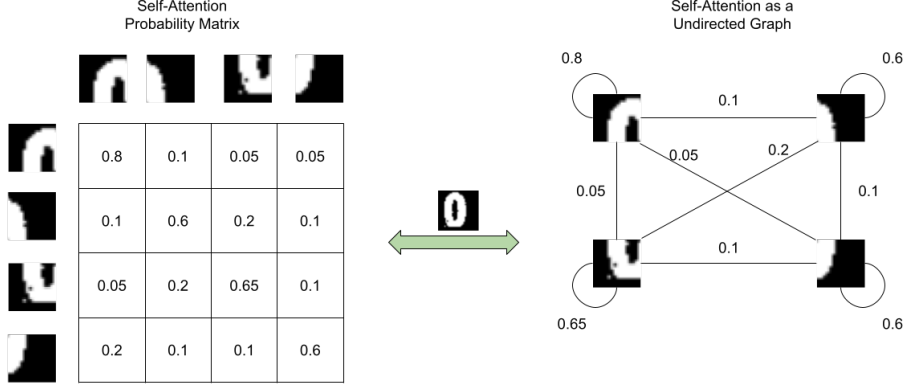 Self-Attention
Probability Matrix
0.8 0.1 0.05 0.05
0.1 0.6 0.2 0.1
0.05 0.2 0.65 0.1
0.2 0.1 0.1 0.6
Self-Attention as a
Undirected Graph
0.8
0.6
0.1
0.05
0.2
0.05
0.1
0.1
0.65
0.6